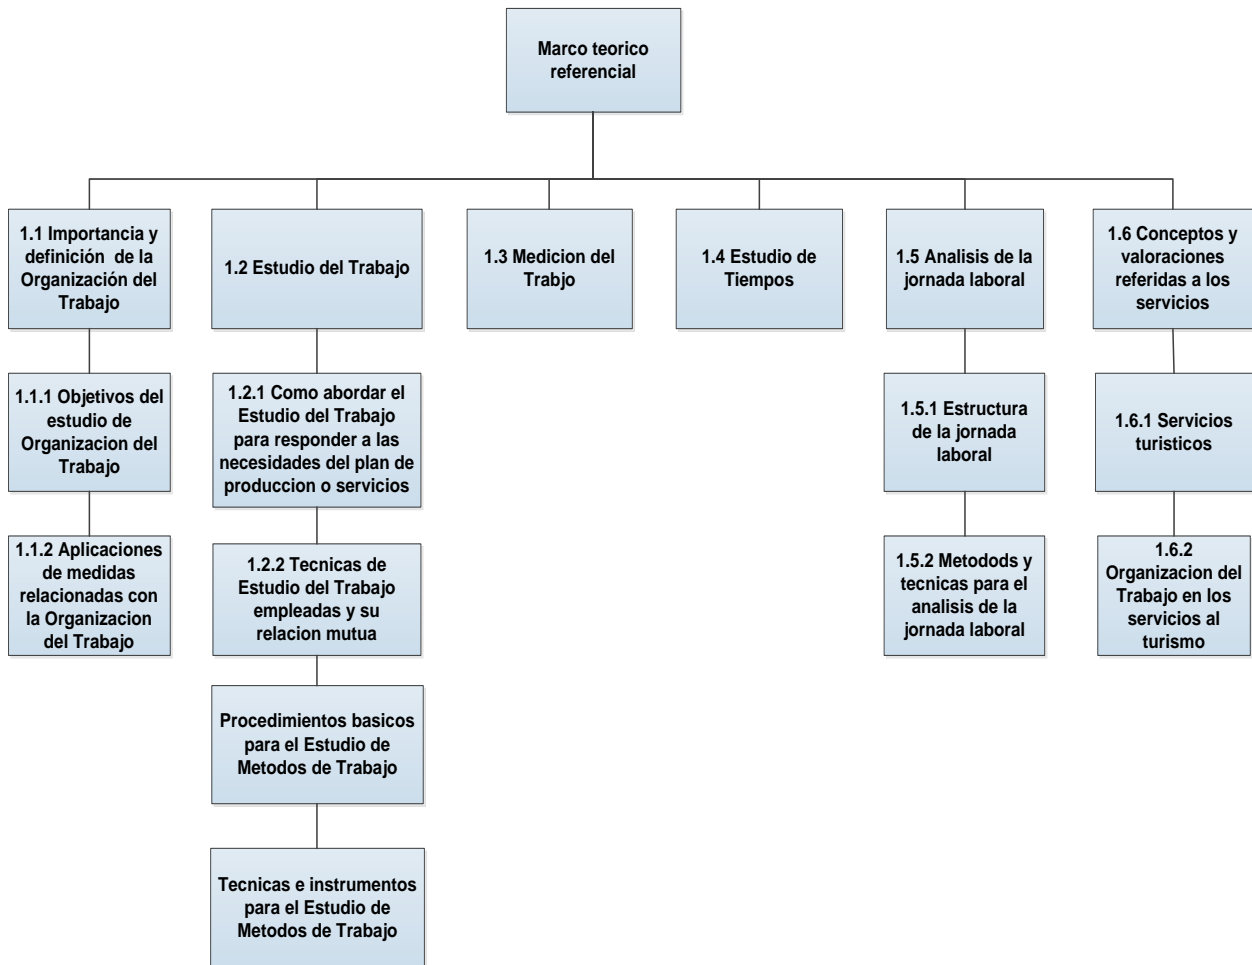 Marco teorico
referencial
1.1 Importancia y
definición de la
Organización del
Trabajo
1.2 Estudio del Trabajo
1.3 Medicion del
Trabjo
1.4 Estudio de
Tiempos
1.5 Analisis de la
jornada laboral
1.6 Conceptos y
valoraciones
referidas a los
servicios
1.1.1 Objetivos del
estudio de
Organizacion del
Trabajo
1.2.1 Como abordar el
Estudio del Trabajo
para responder a las
necesidades del plan de
produccion o servicios
1.5.1 Estructura
de la jornada
laboral
1.6.1 Servicios
turisticos
1.1.2 Aplicaciones
de medidas
relacionadas con
la Organizacion
del Trabajo
1.2.2 Tecnicas de
Estudio del Trabajo
empleadas y su
relacion mutua
1.5.2 Metodods y
tecnicas para el
analisis de la
jornada laboral
1.6.2
Organizacion del
Trabajo en los
servicios al
turismo
Procedimientos basicos
para el Estudio de
Metodos de Trabajo
Tecnicas e instrumentos
para el Estudio de
Metodos de Trabajo